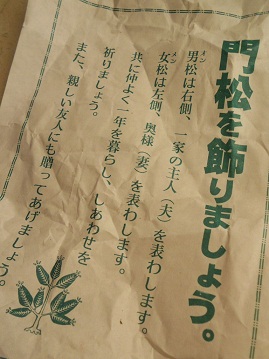 門松を飾りましょう。
男松は右側、一家の主人(夫)を表わします。
女松は左側、奥様(妻)を表わします。
共に仲よく一年を暮らし、しあわせを
祈りましょう。
また、親しい友人にも贈ってあげましょう。
オン
メン